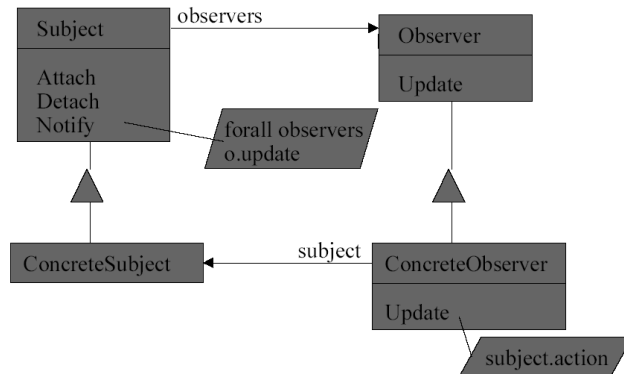 Subject
observers
Observer
Attach
Detach
Notify
Update
forall observers
o.update
ConcreteSubject
subject
ConcreteObserver
Update
subject.action